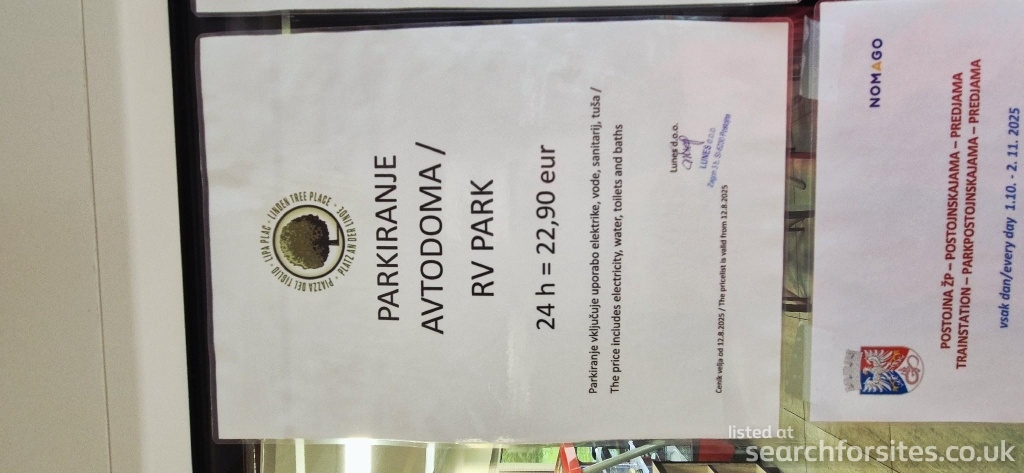 LIPA PLAC - LINDEN TREE PLACE -
PIAZZA DEL TIGLIO - PLATZ AN DER LINDE
PARKIRANJE
AVTODOMA /
RV PARK
24 h = 22,90 eur
Parkiranje vključuje uporabo elektrike, vode, sanitarij, tuša /
The price includes electricity, water, toilets and baths
Lunes d.o.o.
LUNES d.o.o.
Cenik velja od 12.8.2025 / The pricelist is valid from 12.8.2025
NOMAGO
POSTOJNA ŽP – POSTOJNSKAJAMA – PREDJAMA
TRAINSTATION – PARKPOSTOJNSKAJAMA – PREDJAMA
vsak dan/every day 1.10. - 2. 11. 2025
listed at
searchforsites.co.uk